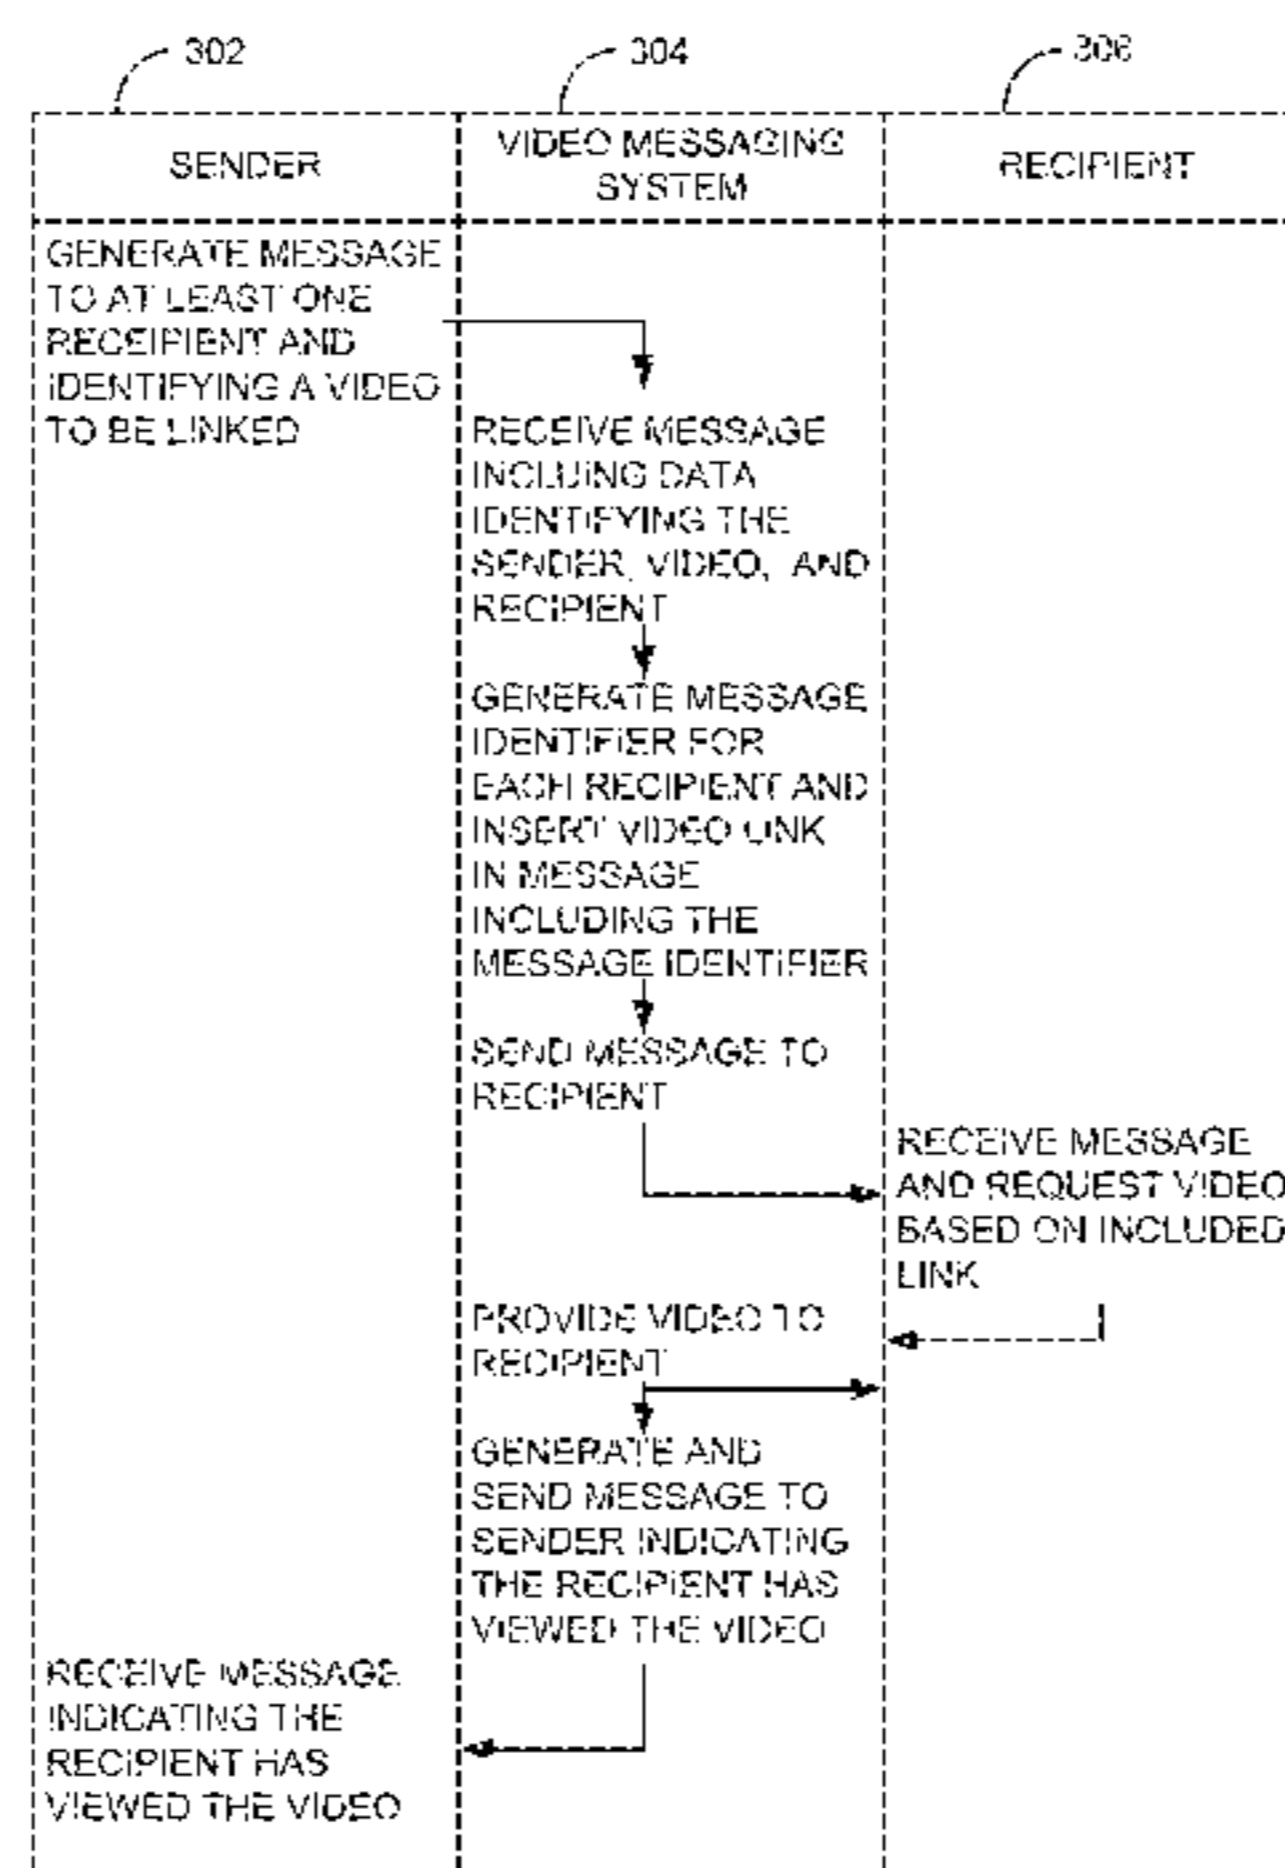 302
304
306
SENDER
VIDEO MESSAGING
SYSTEM
RECIPIENT
GENERATE MESSAGE
TO AT LEAST ONE
RECEIPIENT AND
IDENTIFYING A VIDEO
TO BE LINKED
RECEIVE MESSAGE
INCLUING DATA
IDENTIFYING THE
SENDER, VIDEO, AND
RECIPIENT
GENERATE MESSAGE
IDENTIFIER FOR
EACH RECIPIENT AND
INSERT VIDEO LINK
IN MESSAGE
INCLUDING THE
MESSAGE IDENTIFIER
SEND MESSAGE TO
RECIPIENT
RECEIVE MESSAGE
AND REQUEST VIDEO
BASED ON INCLUDED
LINK
PROVIDE VIDEO TO
RECIPIENT
GENERATE AND
SEND MESSAGE TO
SENDER INDICATING
THE RECIPIENT HAS
VIEWED THE VIDEO
RECEIVE MESSAGE
INDICATING THE
RECIPIENT HAS
VIEWED THE VIDEO